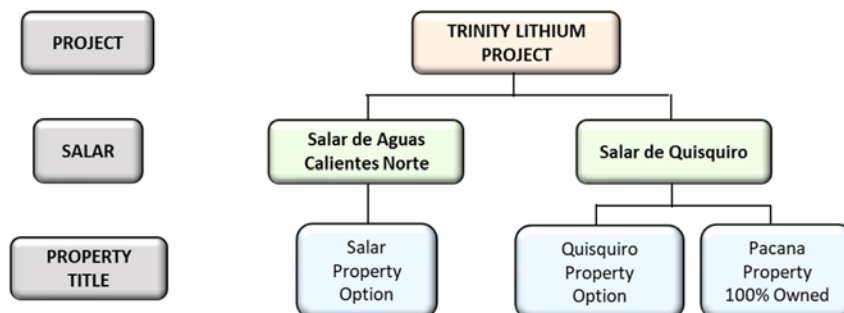 PROJECT
TRINITY LITHIUM
PROJECT
SALAR
Salar de Aguas
Calientes Norte
Salar de Quisquiro
PROPERTY
TITLE
Salar
Property
Option
Quisquiro
Property
Option
Pacana
Property
100% Owned